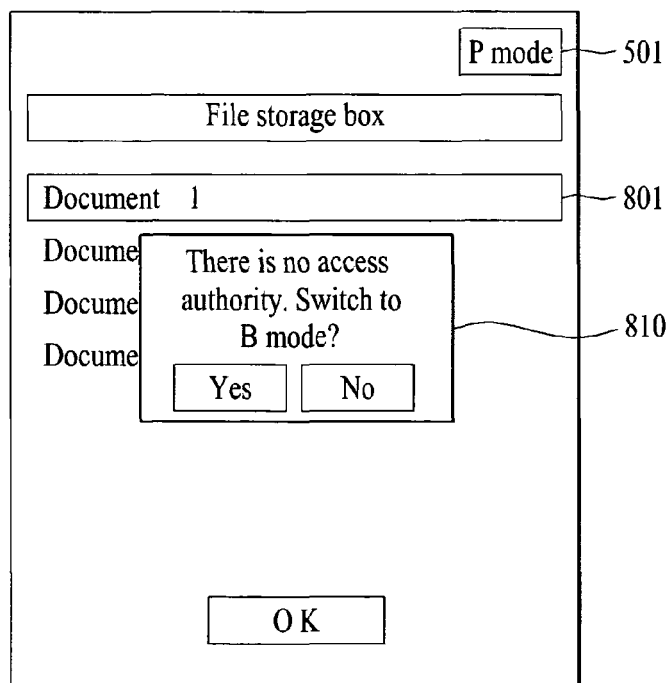 P mode
501
File storage box
Document 1
801
Docume
Docume
Docume
There is no access
authority. Switch to
B mode?
810
Yes No
OK